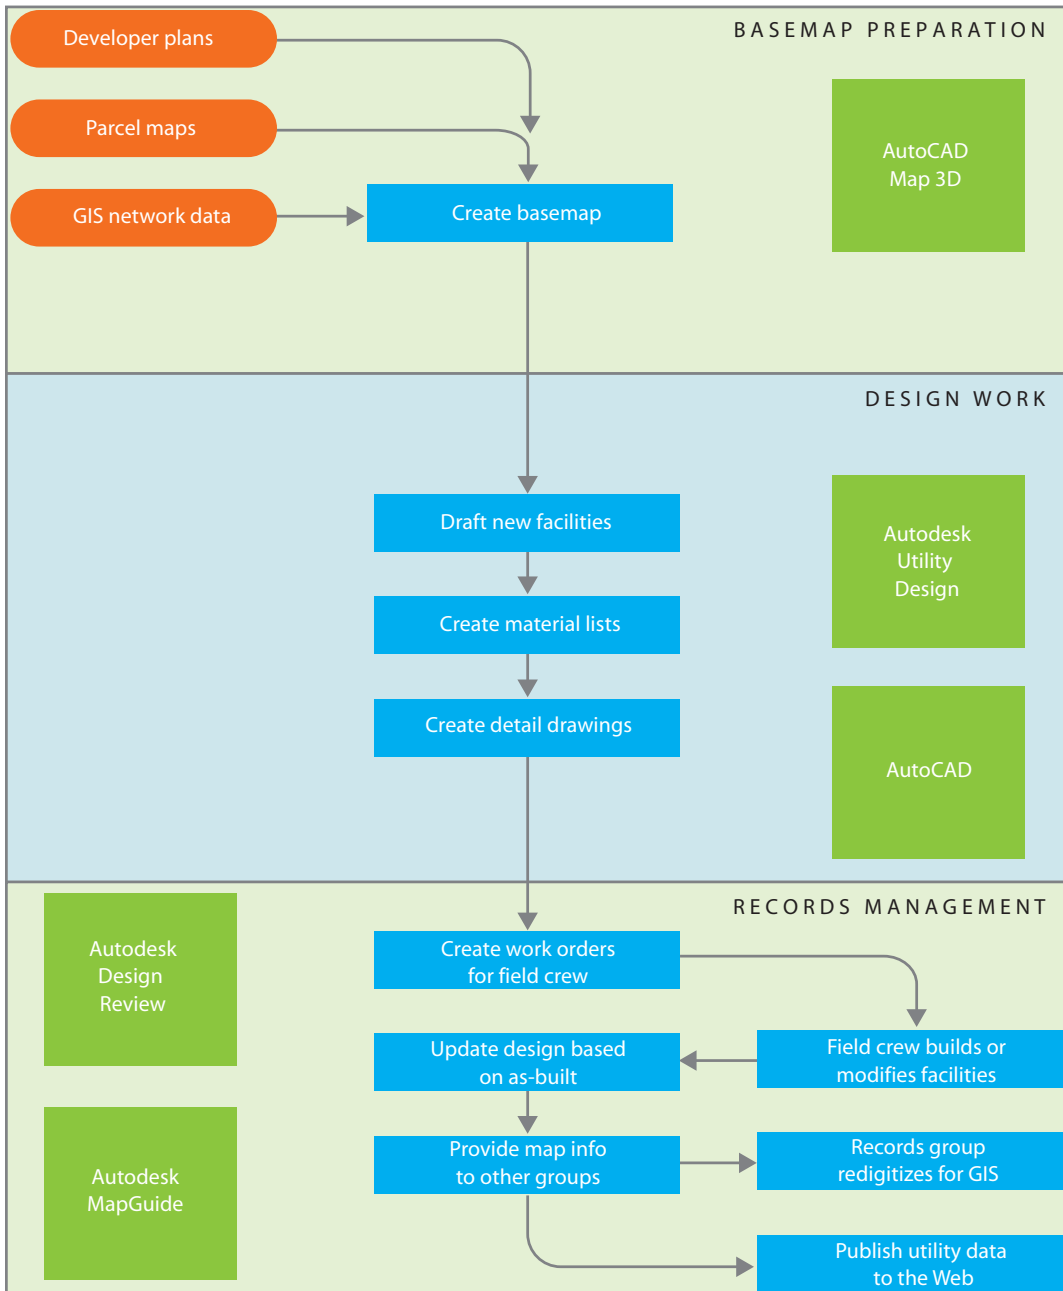 BASEMAP PREPARATION
Developer plans
Parcel maps
GIS network data
Create basemap
AutoCAD
Map 3D
DESIGN WORK
Draft new facilities
Create material lists
Create detail drawings
Autodesk
Utility
Design
AutoCAD
RECORDS MANAGEMENT
Autodesk
Design
Review
Autodesk
MapGuide
Create work orders
for field crew
Field crew builds or
modifies facilities
Update design based
on as-built
Provide map info
to other groups
Records group
redigitizes for GIS
Publish utility data
to the Web